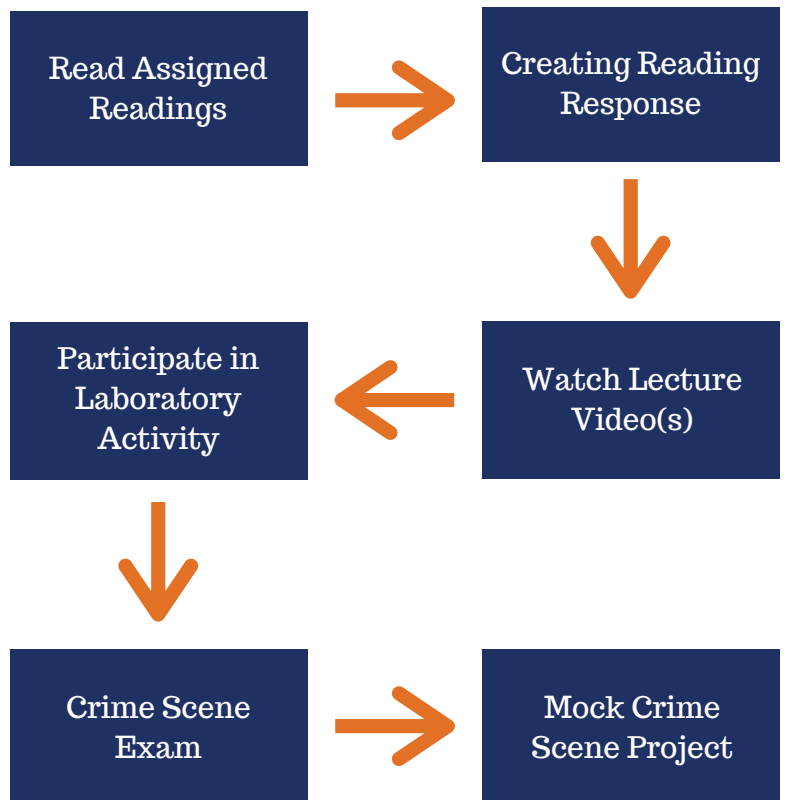 Read Assigned
Readings
Creating Reading
Response
Watch Lecture
Video(s)
Participate in
Laboratory
Activity
Crime Scene
Exam
Mock Crime
Scene Project